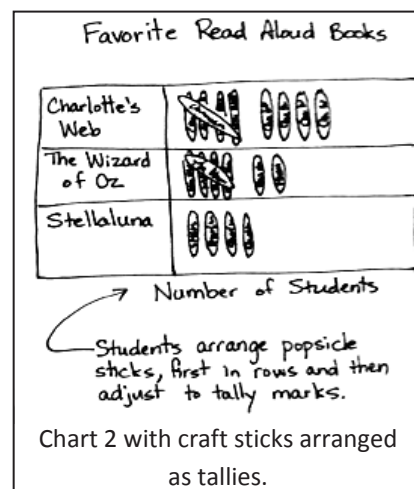 Favorite Read Aloud Books
Charlotte's
Web
The Wizard
of Oz
Stellaluna
Number of Students
Students arrange popsicle
sticks, first in rows and then
adjust to tally marks.
Chart 2 with craft sticks arranged
as tallies.